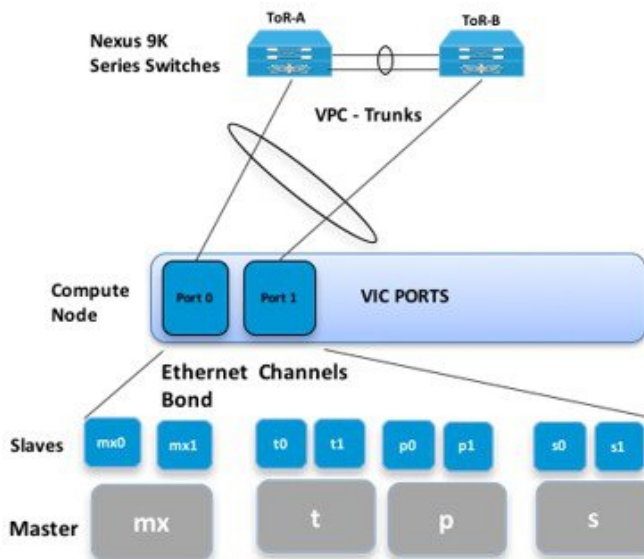 ToR-A
ToR-B
Nexus 9K
Series Switches
VPC - Trunks
Compute
Node
Port 0
Port 1
VIC PORTS
Ethernet Channels
Bond
Slaves
mx0
mx1
t0
t1
p0
p1
s0
s1
Master
mx
t
p
s